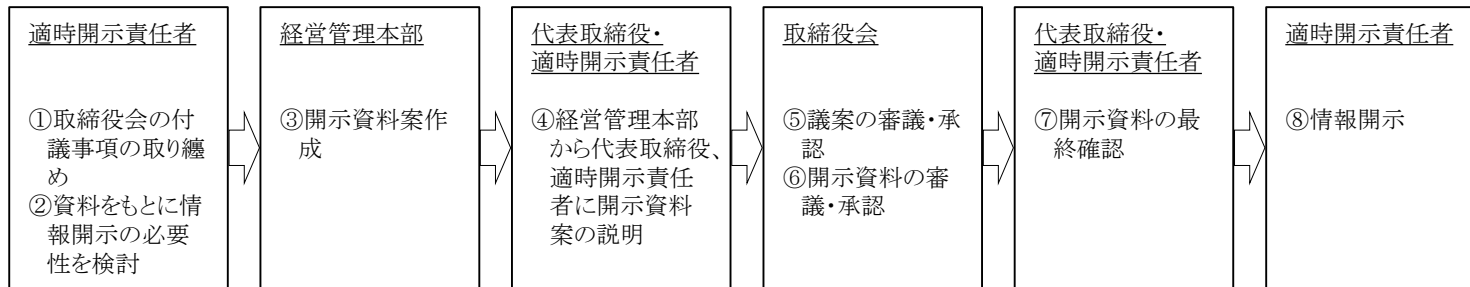 適時開示責任者
①取締役会の付
議事項の取り纏
め
②資料をもとに情
報開示の必要
性を検討
経営管理本部
③開示資料案作
成
代表取締役・
適時開示責任者
④経営管理本部
から代表取締役、
適時開示責任
者に開示資料
案の説明
取締役会
⑤議案の審議・承
認
⑥開示資料の審
議・承認
代表取締役・
適時開示責任者
⑦開示資料の最
終確認
適時開示責任者
⑧情報開示